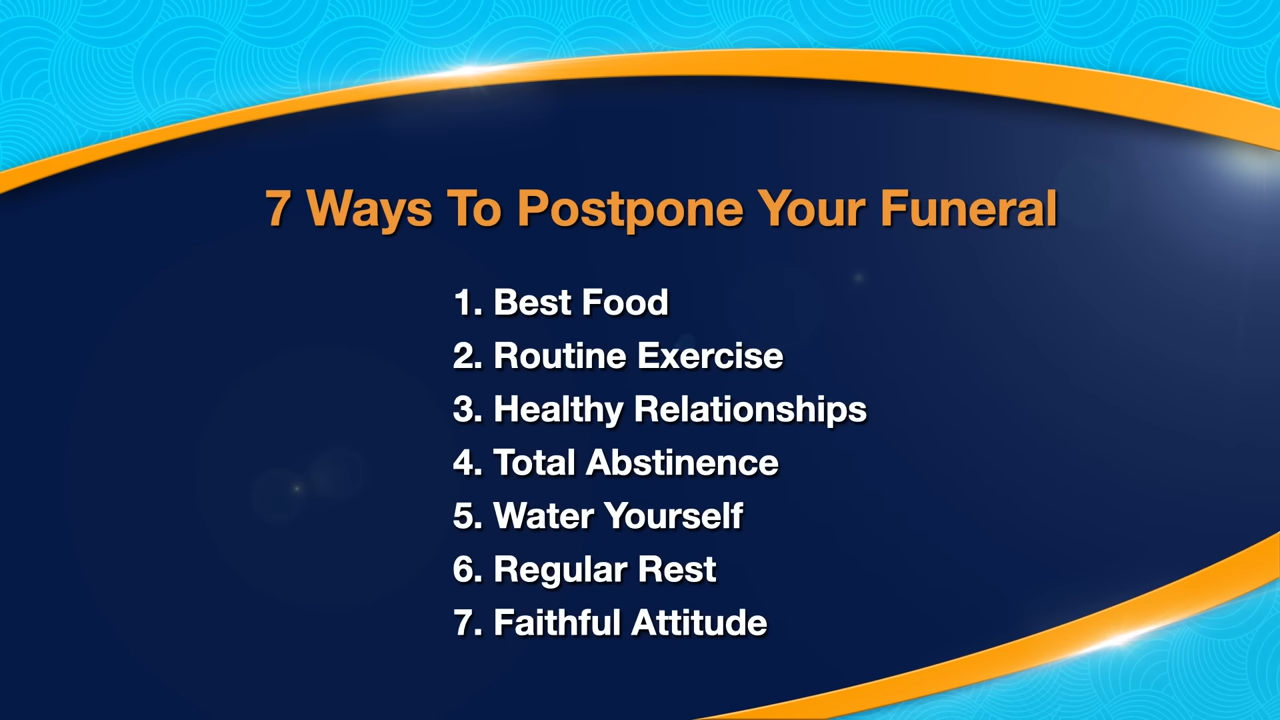 7 Ways To Postpone Your Funeral
1. Best Food
2. Routine Exercise
3. Healthy Relationships
4. Total Abstinence
5. Water Yourself
6. Regular Rest
7. Faithful Attitude